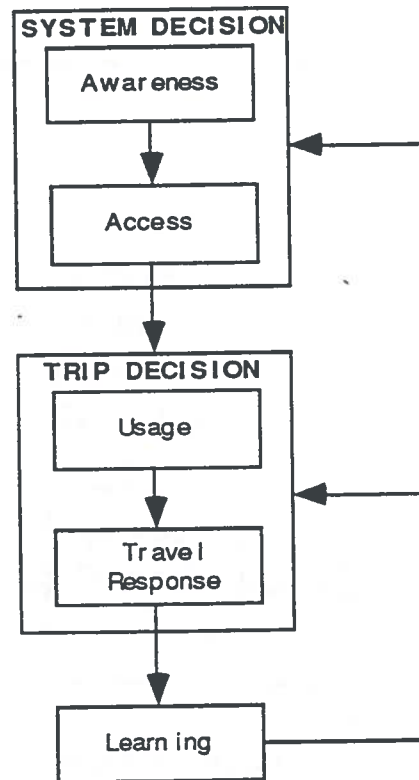 SYSTEM DECISION
Awareness
Access
TRIP DECISION
Usage
Travel
Response
Learning